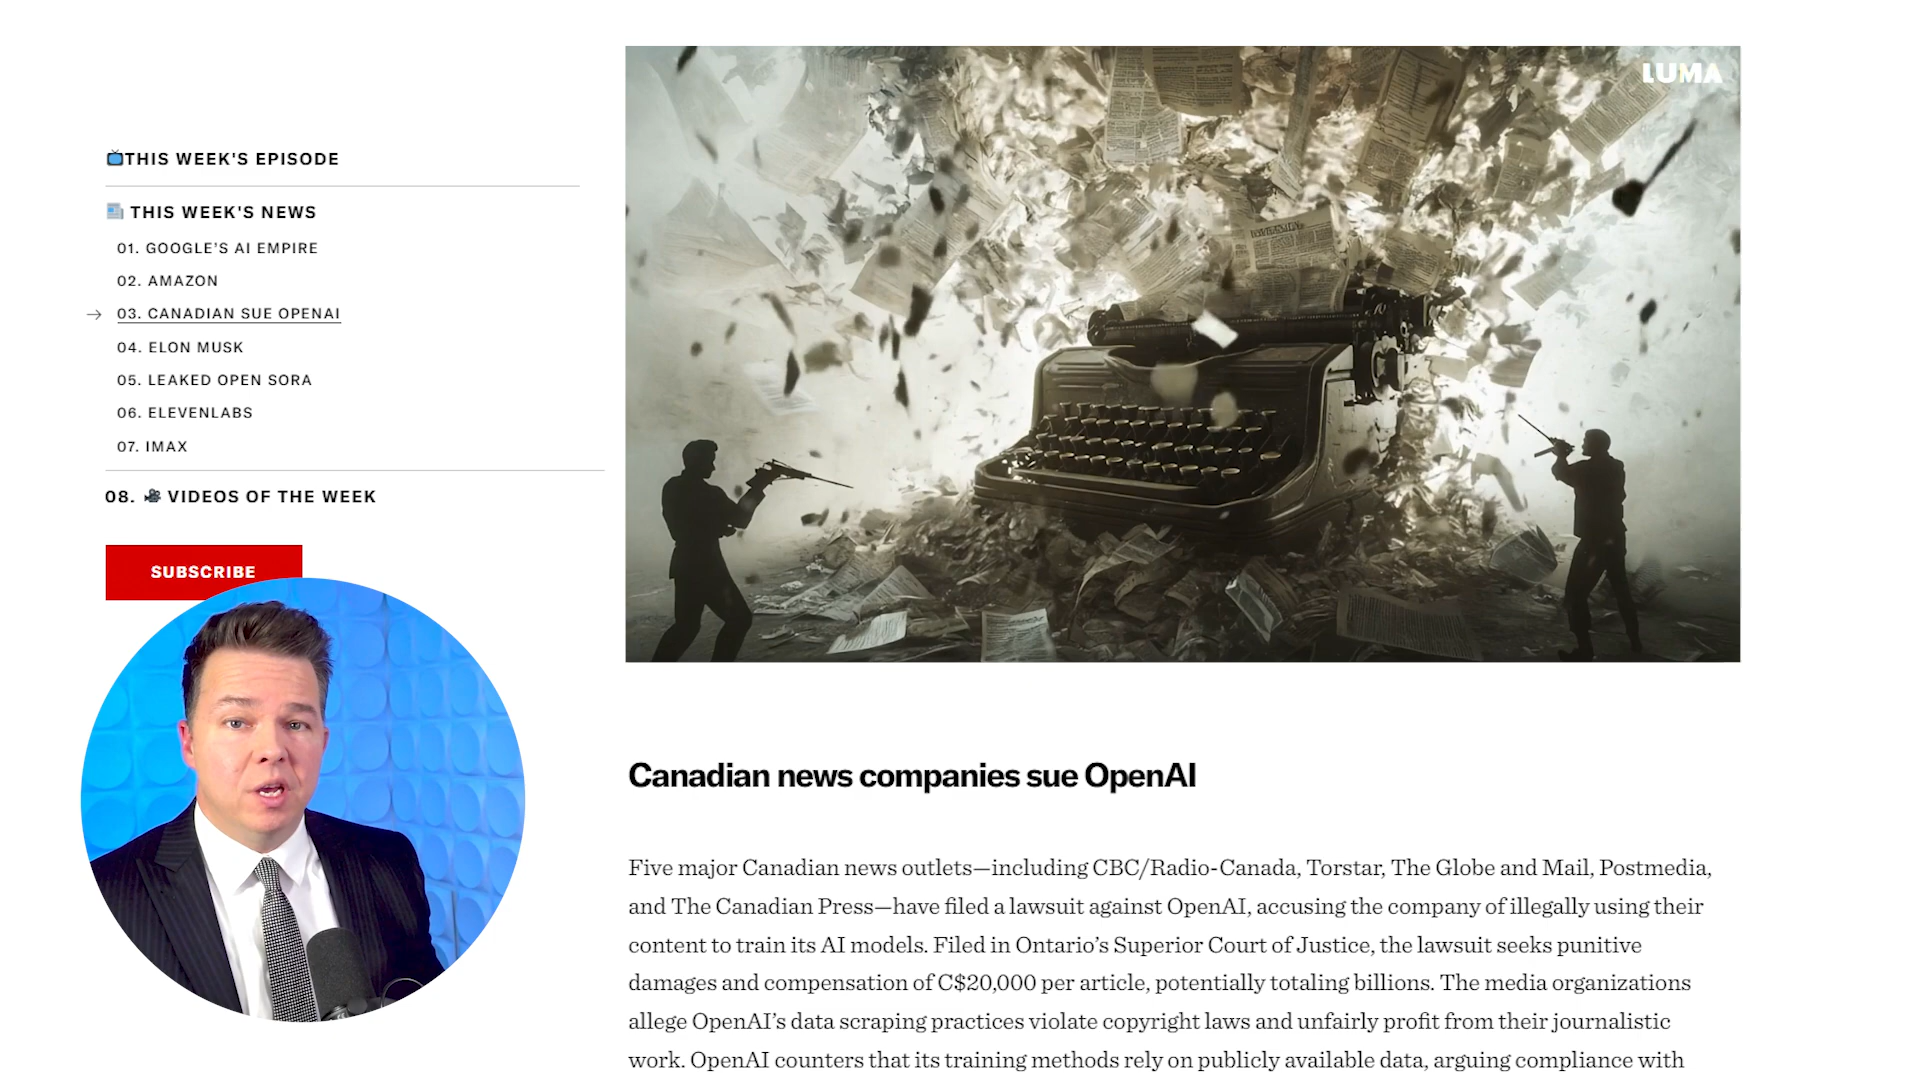 THIS WEEK'S EPISODE
THIS WEEK'S NEWS
01. GOOGLE'S AI EMPIRE
02. AMAZON
03. CANADIAN SUE OPENAI
04. ELON MUSK
05. LEAKED OPEN SORA
06. ELEVENLABS
07. IMAX
08. VIDEOS OF THE WEEK
SUBSCRIBE
LUMA
Canadian news companies sue OpenAI
Five major Canadian news outlets—including CBC/Radio-Canada, Torstar, The Globe and Mail, Postmedia,
and The Canadian Press—have filed a lawsuit against OpenAI, accusing the company of illegally using their
content to train its AI models. Filed in Ontario's Superior Court of Justice, the lawsuit seeks punitive
damages and compensation of C$20,000 per article, potentially totaling billions. The media organizations
allege OpenAI's data scraping practices violate copyright laws and unfairly profit from their journalistic
work. OpenAI counters that its training methods rely on publicly available data, arguing compliance with